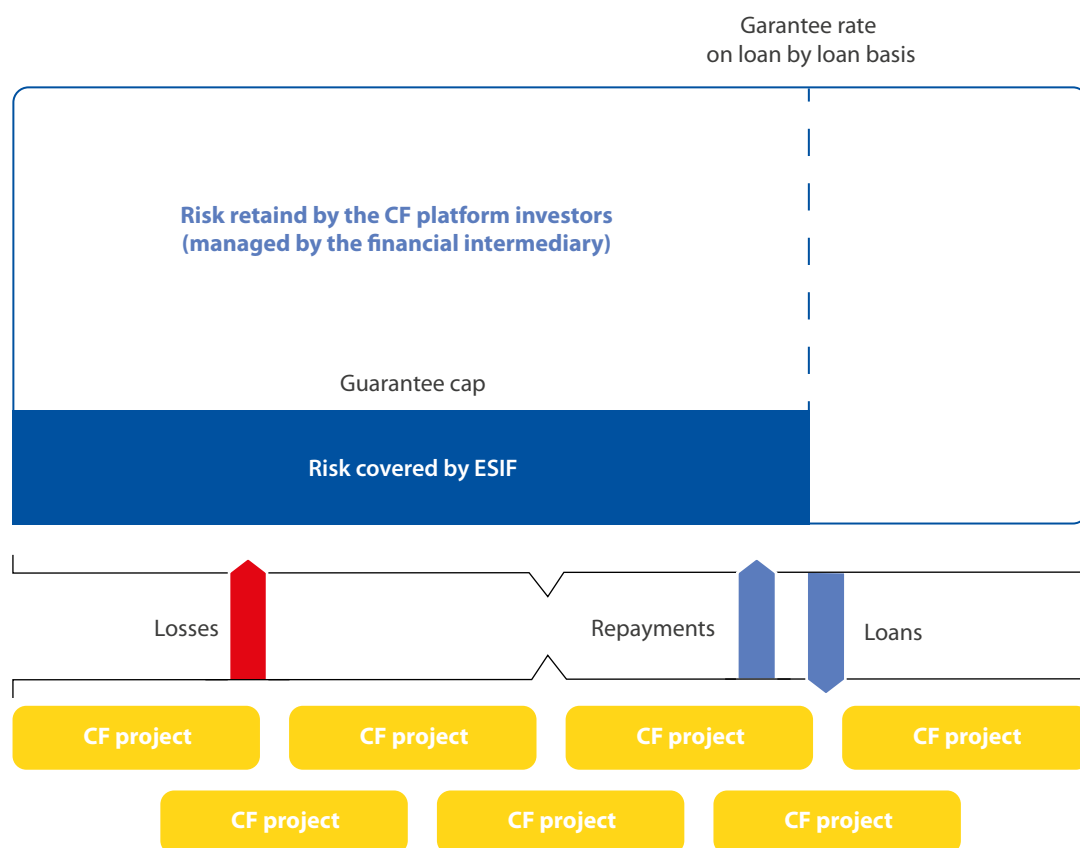 Garantee rate
on loan by loan basis
Risk retaind by the CF platform investors
(managed by the financial intermediary)
Guarantee cap
Risk covered by ESIF
Losses
Repayments
Loans
CF project
CF project
CF project
CF project
CF project
CF project
CF project